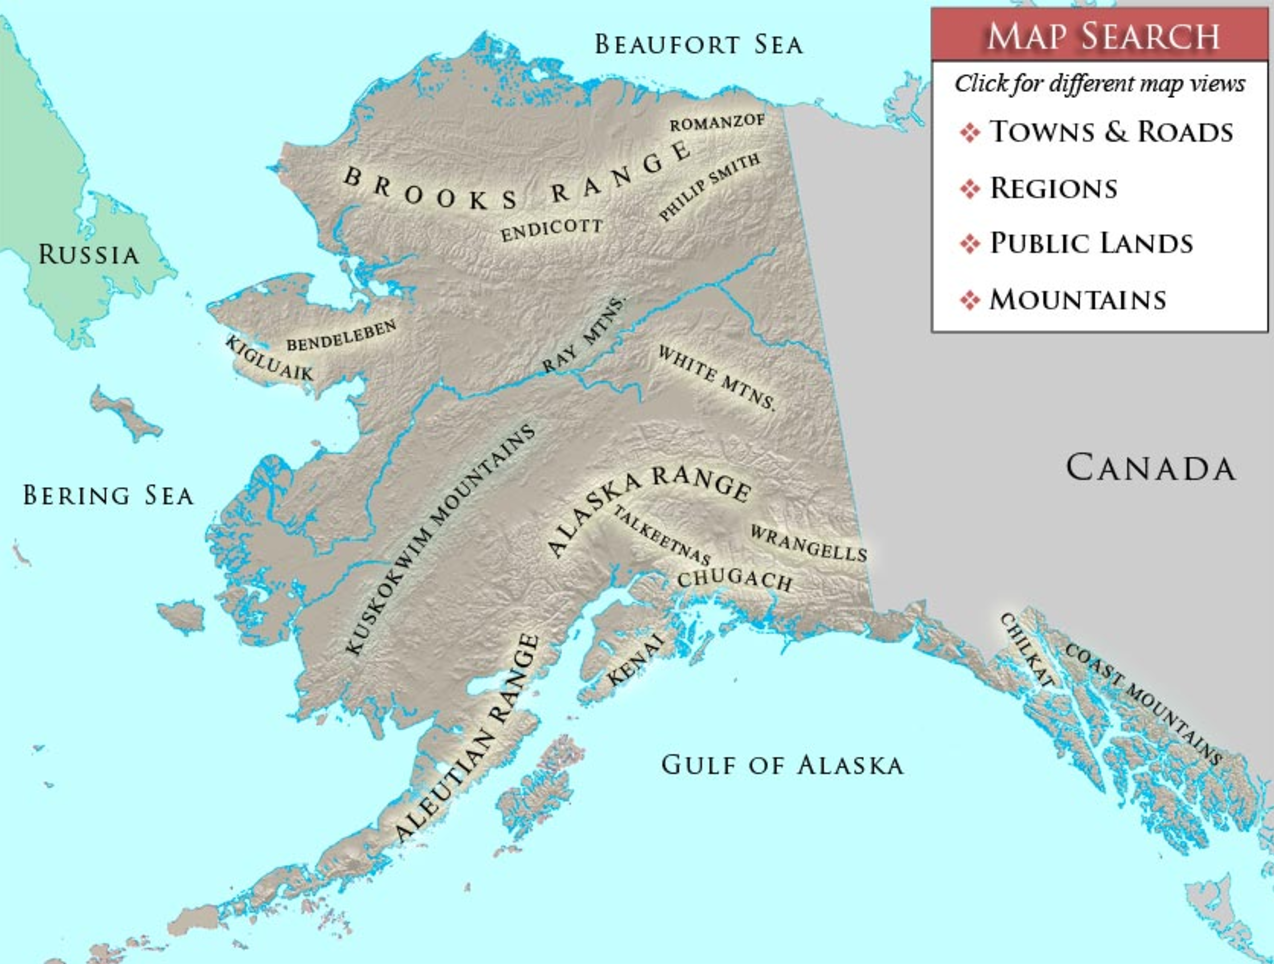 BEAUFORT SEA
MAP SEARCH
Click for different map views
TOWNS & ROADS
REGIONS
PUBLIC LANDS
MOUNTAINS
ROMANZOF
BROOKS RANGE
PHILIP SMITH
ENDICOTT
RUSSIA
BENDELEBEN
KIGLUAIK
RAY MTNS.
WHITE MTNS.
CANADA
BERING SEA
KUSKOKWIM MOUNTAINS
ALASKA RANGE
TALKEETNAS
WRANGELLS
CHUGACH
KENAI
CHILKAT
COAST MOUNTAINS
ALEUTIAN RANGE
GULF OF ALASKA